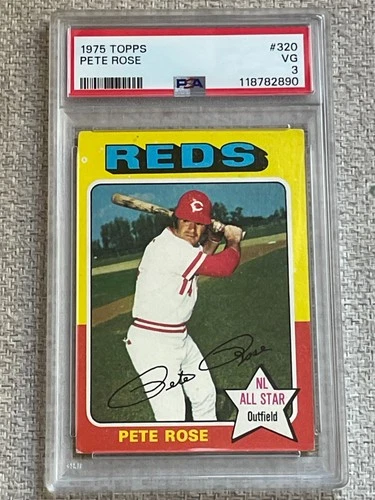 1975 TOPPS #320
PETE ROSE VG
PSA 3
118782890
REDS
C
Pete Rose
NL
ALL STAR
Outfield
PETE ROSE